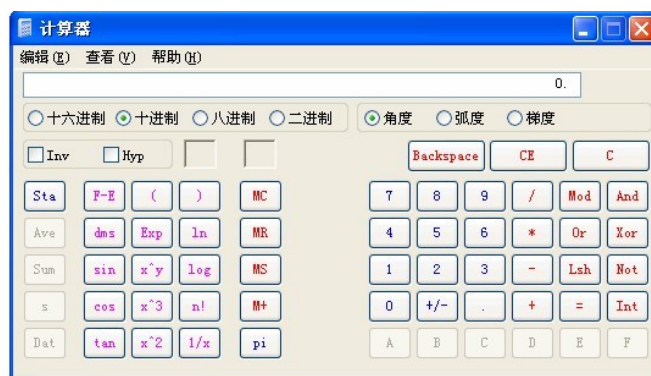 计算器
编辑(E) 查看(V) 帮助(H)
0.
十六进制 十进制 八进制 二进制 角度 弧度 梯度
Inv Hyp Backspace CE C
Sta F-E ( ) MC 7 8 9 / Mod And
Ave dms Exp ln MR 4 5 6 * Or Xor
Sum sin x^y log MS 1 2 3 - Lsh Not
s cos x^3 n! M+ 0 +/- . + = Int
Dat tan x^2 1/x pi A B C D E F